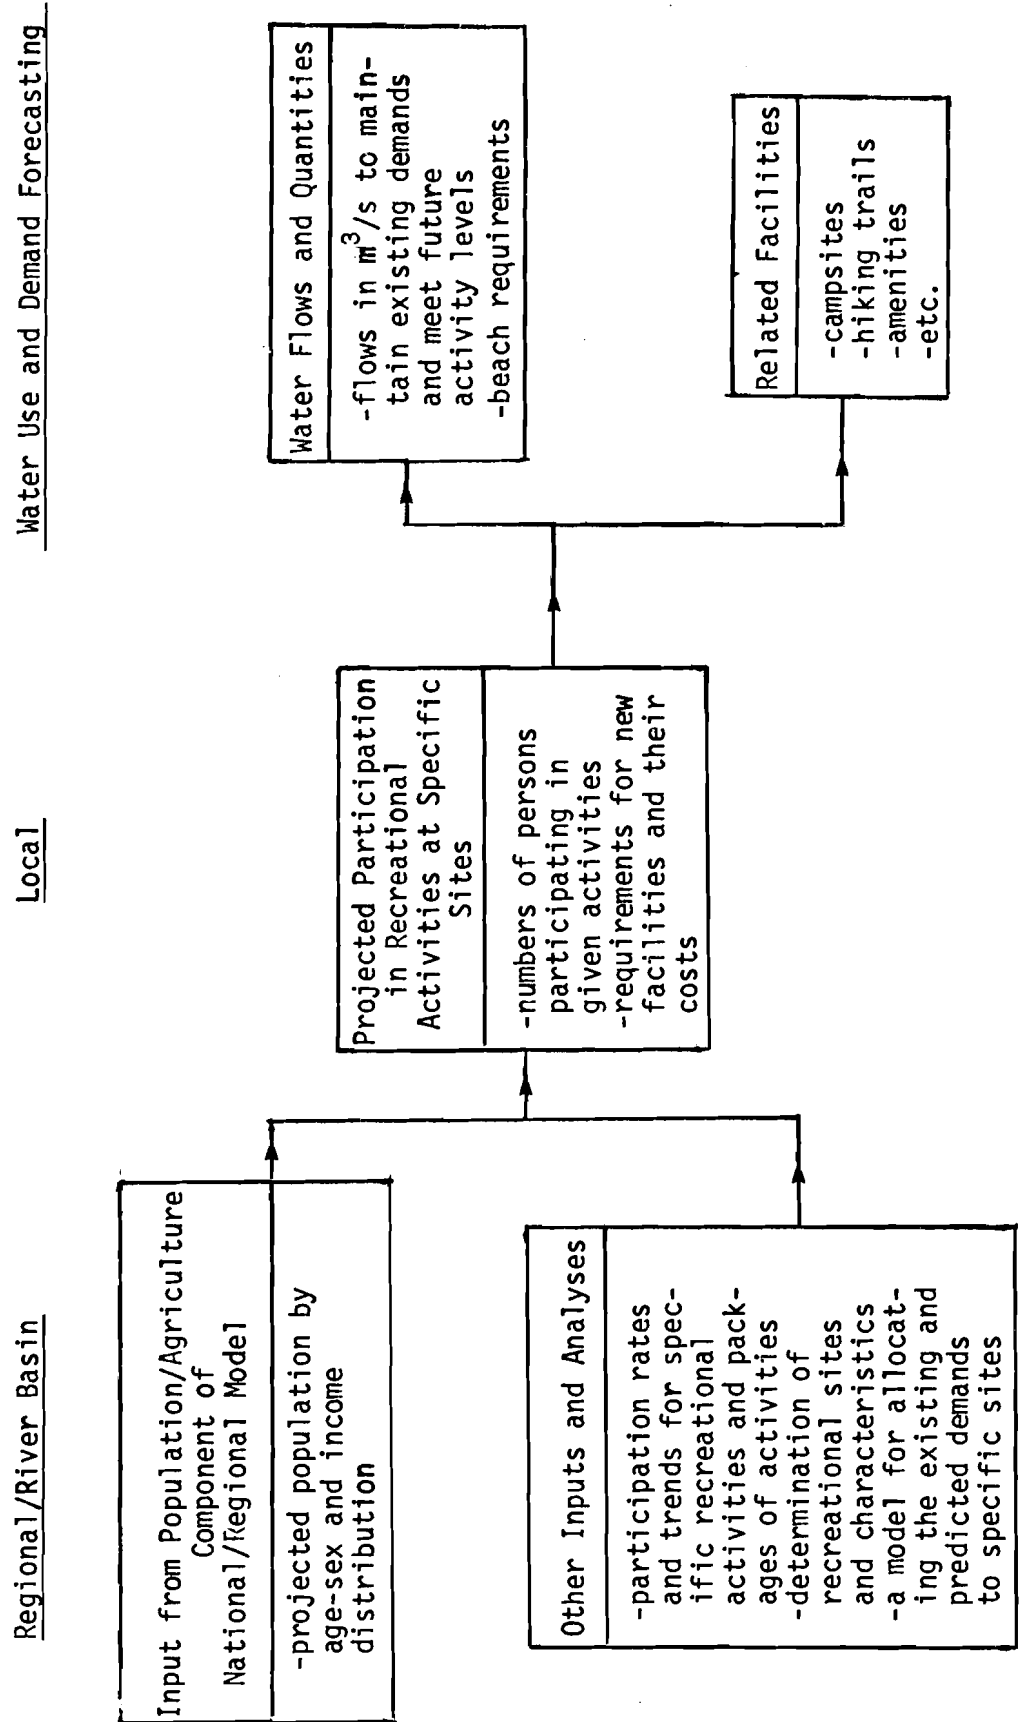 Regional/River Basin
Local
Water Use and Demand Forecasting
Input from Population/Agriculture
Component of
National/Regional Model
-projected population by
age-sex and income
distribution
Other Inputs and Analyses
-participation rates
and trends for spec-
ific recreational
activities and pack-
ages of activities
-determination of
recreational sites
and characteristics
-a model for allocat-
ing the existing and
predicted demands
to specific sites
Projected Participation
in Recreational
Activities at Specific
Sites
-numbers of persons
participating in
given activities
-requirements for new
facilities and their
costs
Water Flows and Quantities
-flows in m³/s to main-
tain existing demands
and meet future
activity levels
-beach requirements
Related Facilities
-campsites
-hiking trails
-amenities
-etc.